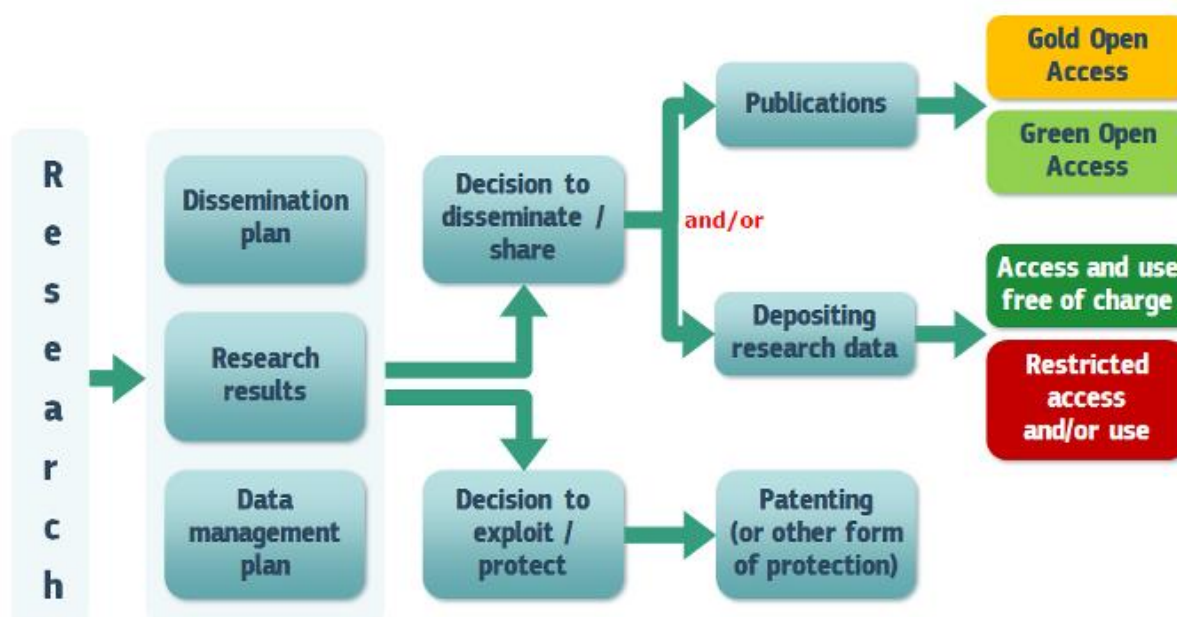 Research
Dissemination
plan
Research
results
Data
management
plan
Decision to
disseminate /
share
Decision to
exploit /
protect
and/or
Publications
Depositing
research data
Patenting
(or other form
of protection)
Gold Open
Access
Green Open
Access
Access and use
free of charge
Restricted
access
and/or use